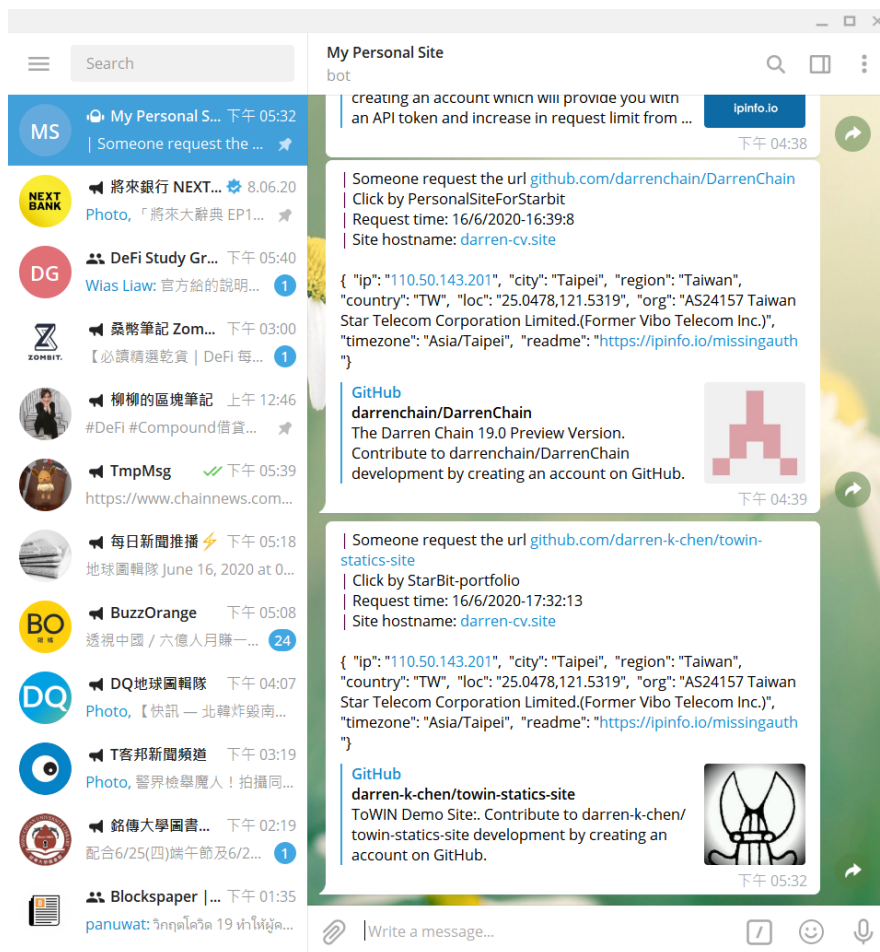 Search
MS
My Personal S... 下午 05:32
| Someone request the ...
NEXT
BANK
將來銀行 NEXT... 8.06.20
Photo, 「將來大辭典 EP1...
DG
DeFi Study Gr... 下午 05:40
Wias Liaw: 官方給的說明... 1
ZOMBIT.
桑幣筆記 Zom... 下午 03:00
【必讀精選乾貨 | DeFi 每... 1
柳柳的區塊筆記 上午 12:46
#DeFi #Compound借貸...
TmpMsg 下午 05:39
https://www.chainnews.com...
每日新聞推播⚡ 下午 05:18
地球圖輯隊 June 16, 2020 at 0...
BO
BuzzOrange 下午 05:08
透視中國 / 六億人月賺一... 24
DQ
DQ地球圖輯隊 下午 04:07
Photo, 【快訊 — 北韓炸毀南...
T客邦新聞頻道 下午 03:19
Photo, 警界檢舉魔人！拍攝同...
銘傳大學圖書... 下午 02:19
配合6/25(四)端午節及6/2... 1
Blockspaper |... 下午 01:35
panuwat: วิกฤตโควิด 19 ทำให้ผู้ค...
My Personal Site
bot
creating an account which will provide you with
an API token and increase in request limit from ...
ipinfo.io
下午 04:38
| Someone request the url github.com/darrenchain/DarrenChain
| Click by PersonalSiteForStarbit
| Request time: 16/6/2020-16:39:8
| Site hostname: darren-cv.site
{ "ip": "110.50.143.201", "city": "Taipei", "region": "Taiwan",
"country": "TW", "loc": "25.0478,121.5319", "org": "AS24157 Taiwan
Star Telecom Corporation Limited.(Former Vibo Telecom Inc.)",
"timezone": "Asia/Taipei", "readme": "https://ipinfo.io/missingauth
"}
GitHub
darrenchain/DarrenChain
The Darren Chain 19.0 Preview Version.
Contribute to darrenchain/DarrenChain
development by creating an account on GitHub.
下午 04:39
| Someone request the url github.com/darren-k-chen/towin-
statics-site
| Click by StarBit-portfolio
| Request time: 16/6/2020-17:32:13
| Site hostname: darren-cv.site
{ "ip": "110.50.143.201", "city": "Taipei", "region": "Taiwan",
"country": "TW", "loc": "25.0478,121.5319", "org": "AS24157 Taiwan
Star Telecom Corporation Limited.(Former Vibo Telecom Inc.)",
"timezone": "Asia/Taipei", "readme": "https://ipinfo.io/missingauth
"}
GitHub
darren-k-chen/towin-statics-site
ToWIN Demo Site:. Contribute to darren-k-chen/
towin-statics-site development by creating an
account on GitHub.
下午 05:32
Write a message...